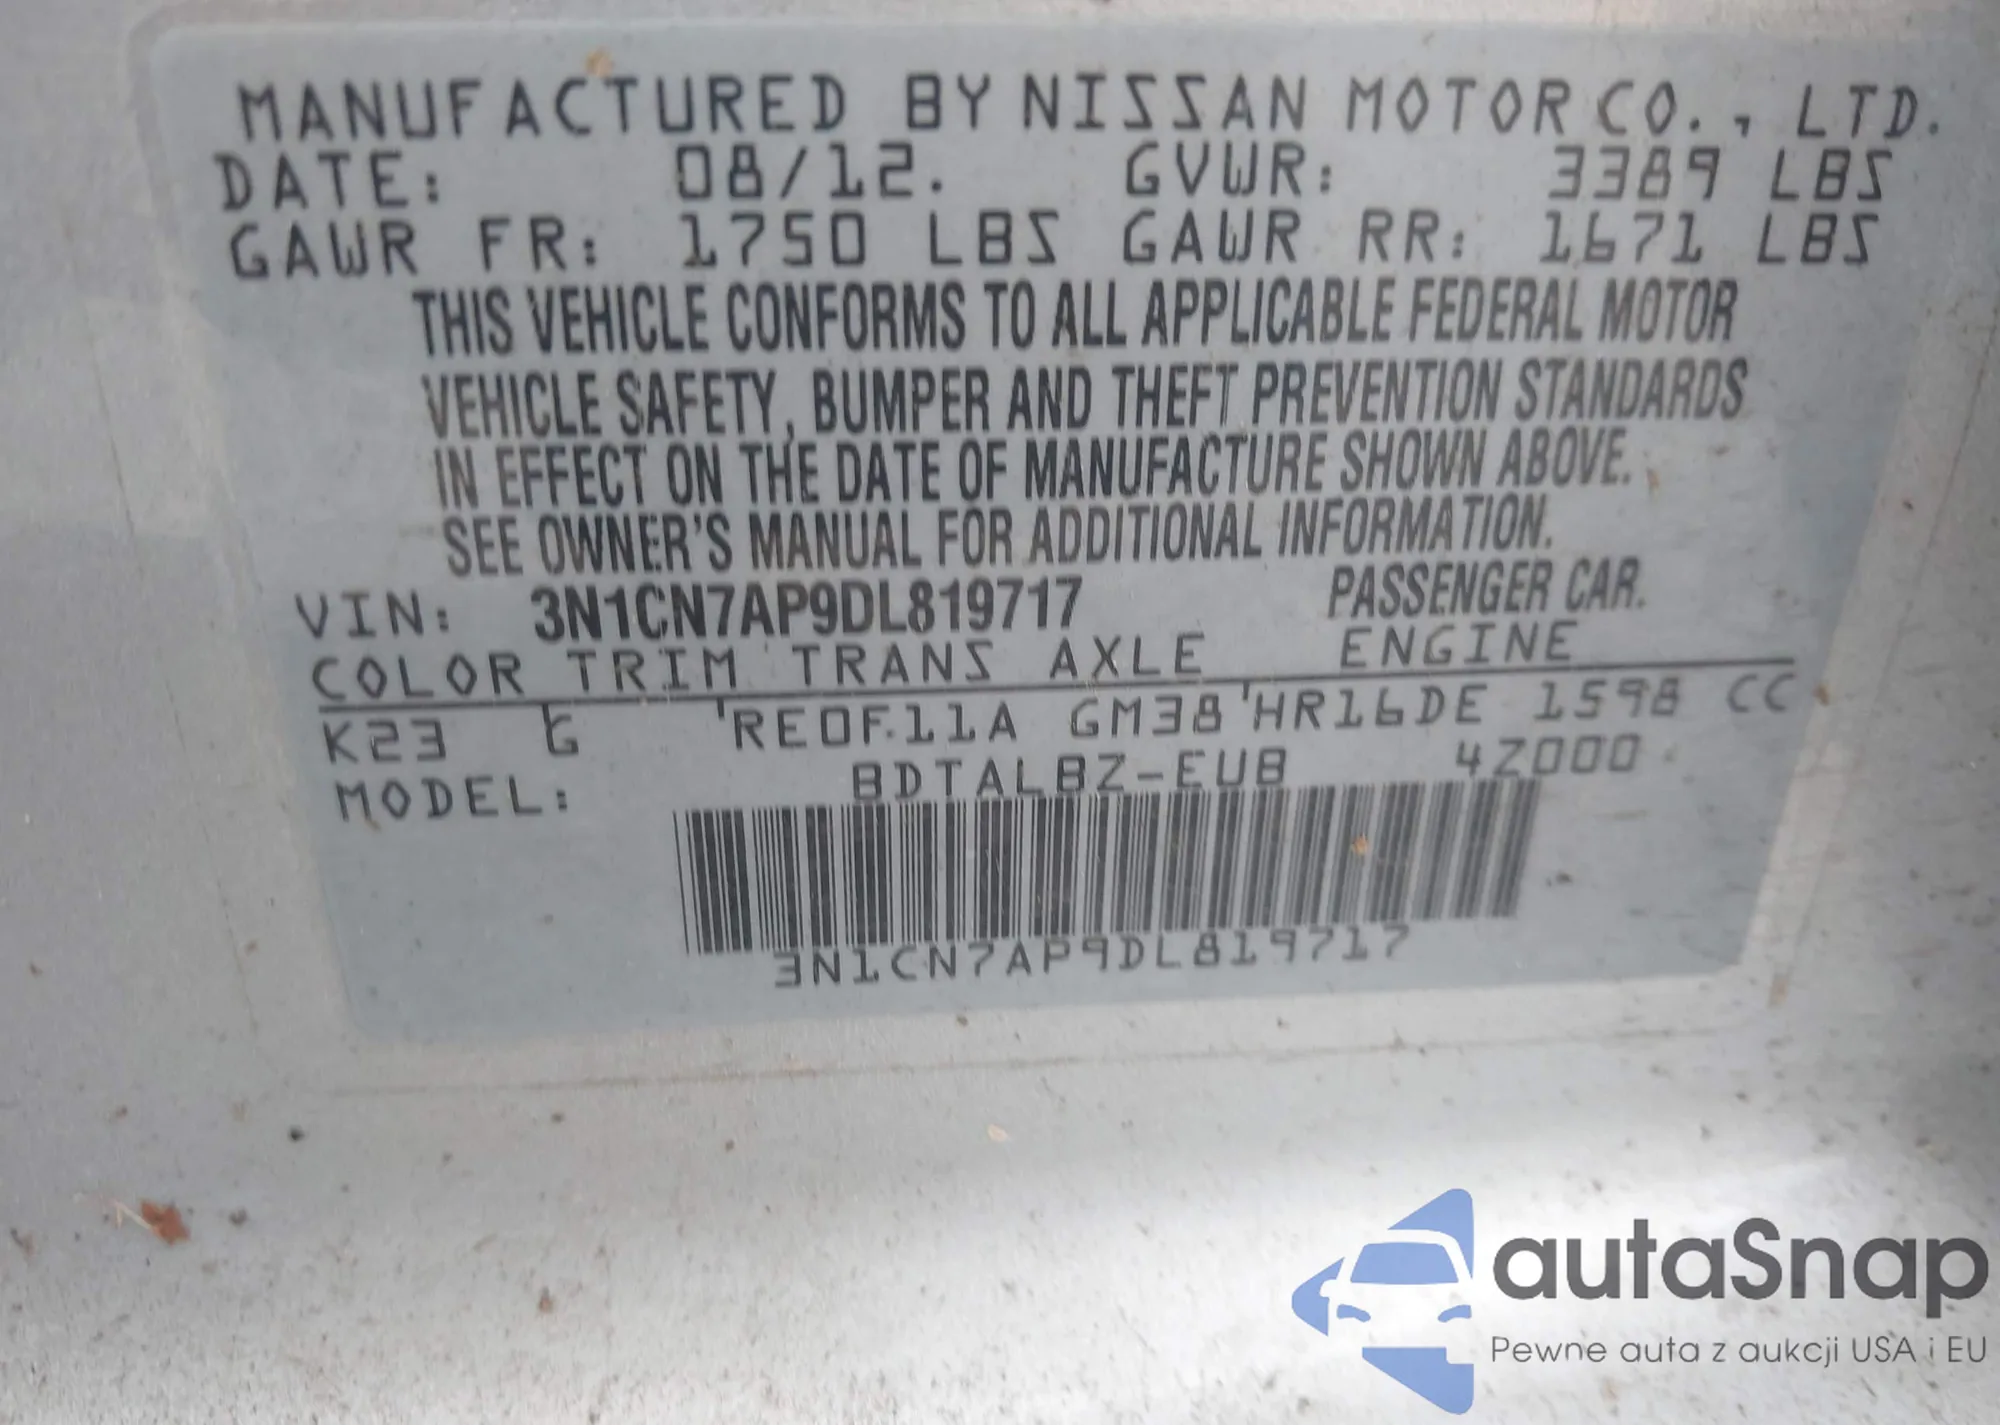 MANUFACTURED BY NISSAN MOTOR CO., LTD.
DATE: 08/12. GVWR: 3389 LBS
GAWR FR: 1750 LBS GAWR RR: 1671 LBS
THIS VEHICLE CONFORMS TO ALL APPLICABLE FEDERAL MOTOR
VEHICLE SAFETY, BUMPER AND THEFT PREVENTION STANDARDS
IN EFFECT ON THE DATE OF MANUFACTURE SHOWN ABOVE.
SEE OWNER'S MANUAL FOR ADDITIONAL INFORMATION.
VIN: 3N1CN7AP9DL819717 PASSENGER CAR.
COLOR TRIM TRANS AXLE ENGINE
K23 G RE0F11A GM38 HR16DE 1598 CC
MODEL: BDTALBZ-EUB 4Z000
3N1CN7AP9DL819717
autaSnap
Pewne auta z aukcji USA i EU